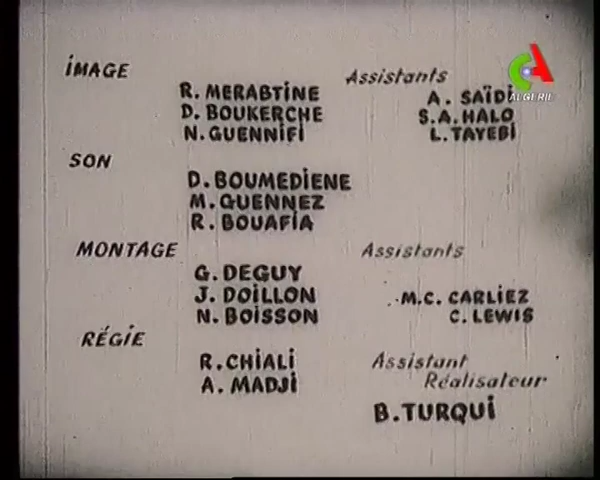 iMAGE
R. MERABTiNE
D. BOUKERCHE
N. GUENNiFi
Assistants
A. SAÏDi
S.A. HALO
L. TAYEBi
SON
D. BOUMEDiENE
M. GUENNEZ
R. BOUAFiA
MONTAGE
G. DEGUY
J. DOiLLON
N. BOiSSON
Assistants
M.C. CARLiEZ
C. LEWiS
RÉGiE
R. CHiALi
A. MADJi
Assistant
Réalisateur
B. TURQUi
ALGERIE